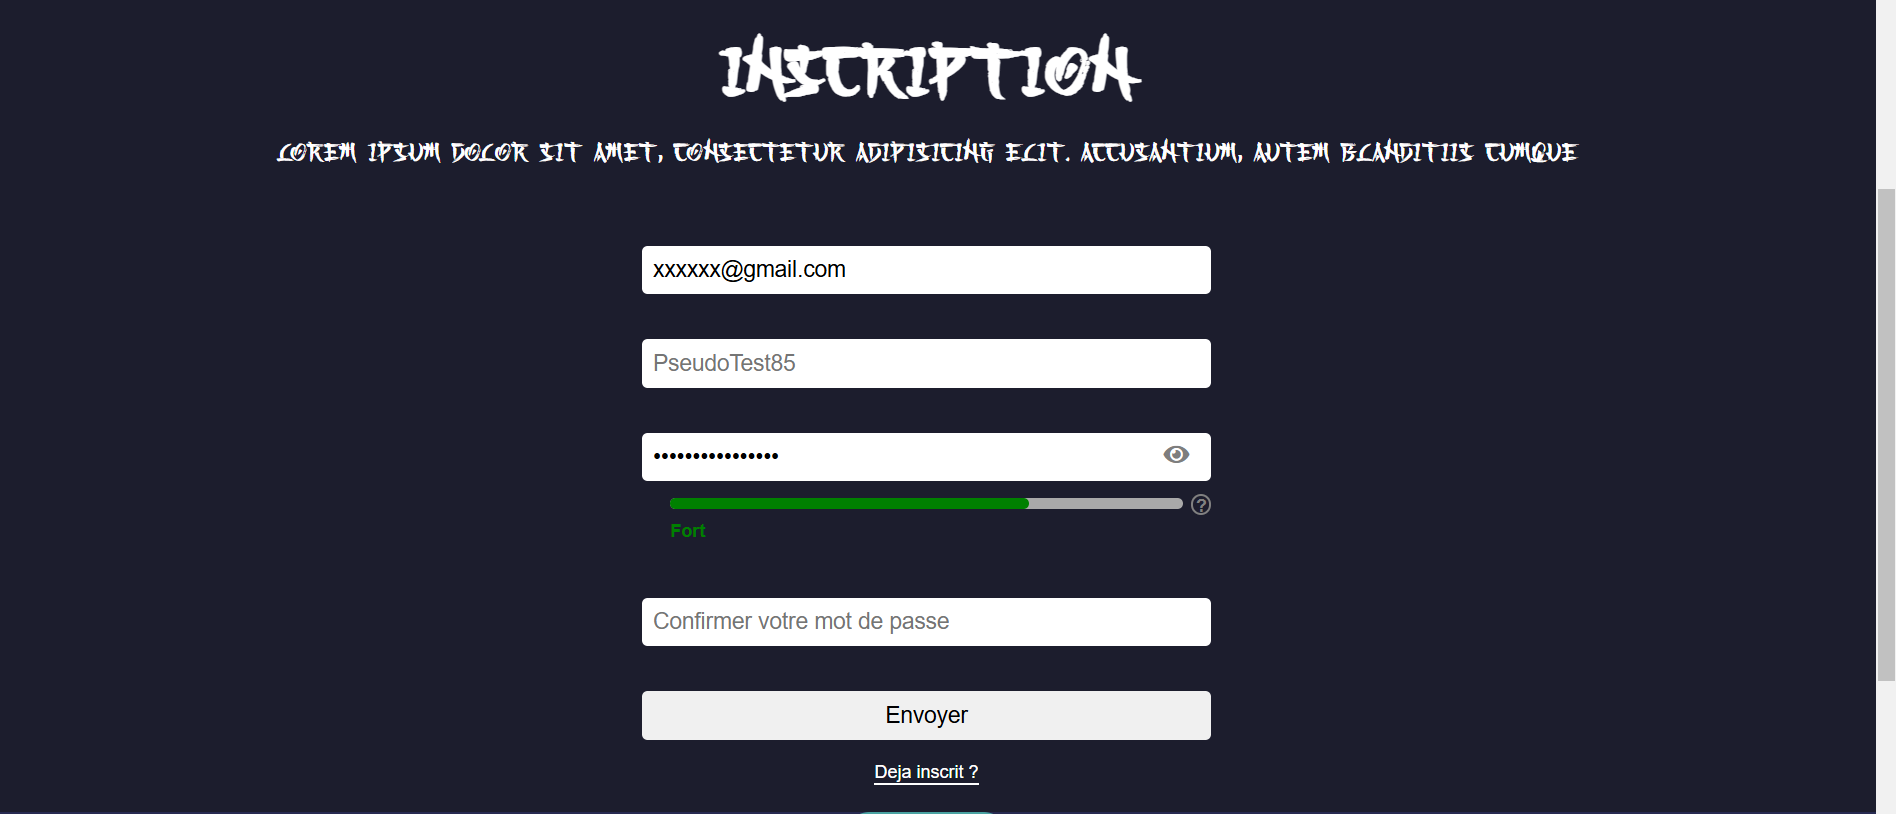 INSCRIPTION
LOREM IPSUM DOLOR SIT AMET, CONSECTETUR ADIPISICING ELIT. ACCUSANTIUM, AUTEM BLANDITIIS CUMQUE
xxxxxx@gmail.com
PseudoTest85
••••••••••••••••
?
Fort
Confirmer votre mot de passe
Envoyer
Deja inscrit ?